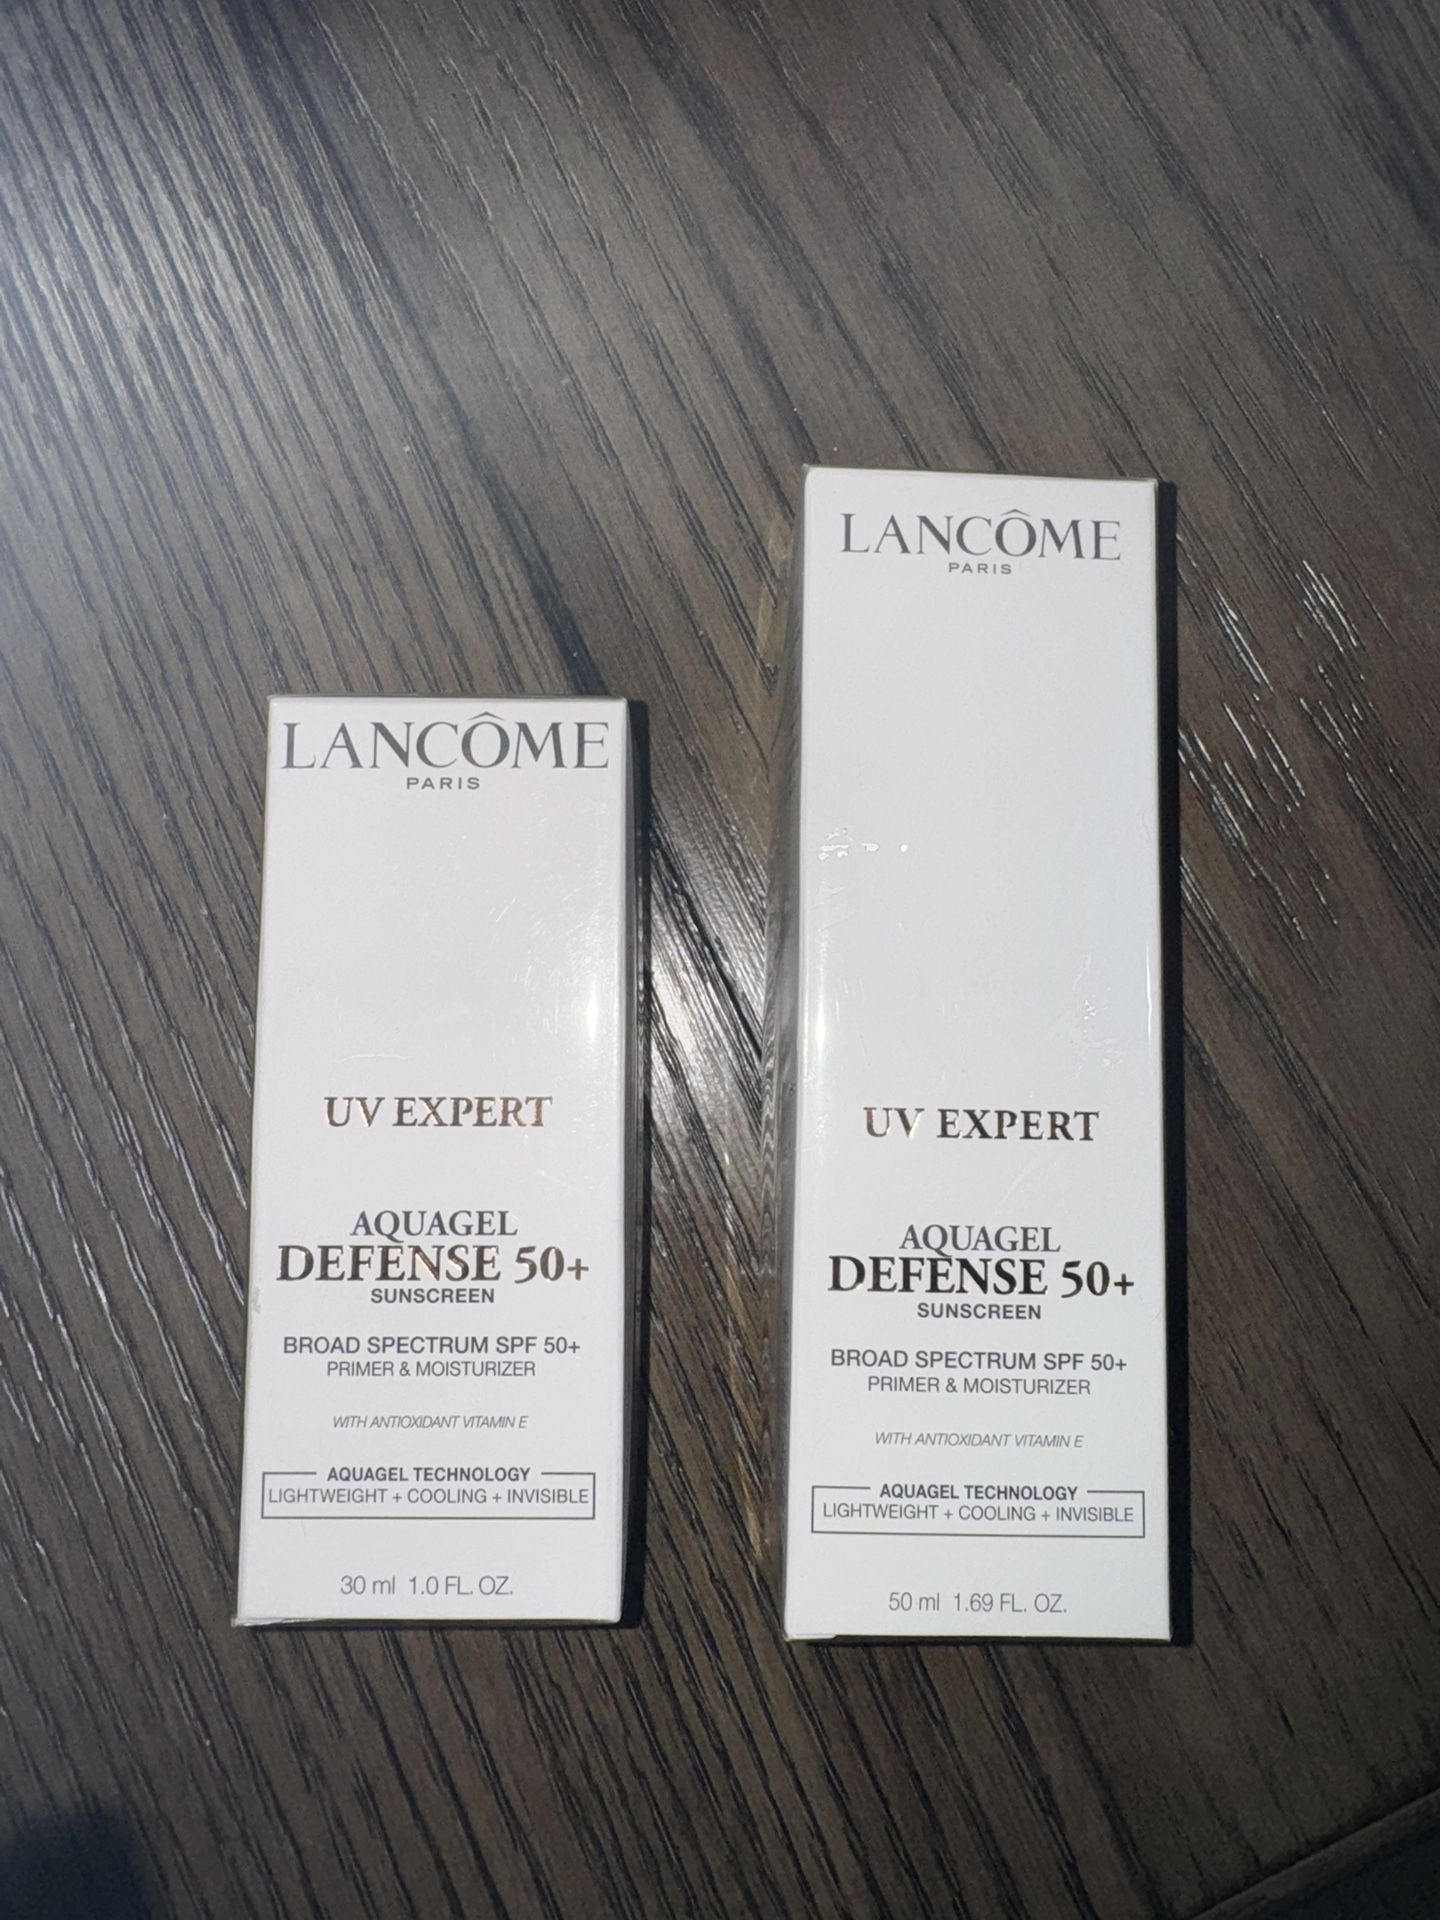 LANCÔME
PARIS
UV EXPERT
AQUAGEL
DEFENSE 50+
SUNSCREEN
BROAD SPECTRUM SPF 50+
PRIMER & MOISTURIZER
WITH ANTIOXIDANT VITAMIN E
AQUAGEL TECHNOLOGY
LIGHTWEIGHT + COOLING + INVISIBLE
30 ml 1.0 FL. OZ.
LANCÔME
PARIS
UV EXPERT
AQUAGEL
DEFENSE 50+
SUNSCREEN
BROAD SPECTRUM SPF 50+
PRIMER & MOISTURIZER
WITH ANTIOXIDANT VITAMIN E
AQUAGEL TECHNOLOGY
LIGHTWEIGHT + COOLING + INVISIBLE
50 ml 1.69 FL. OZ.